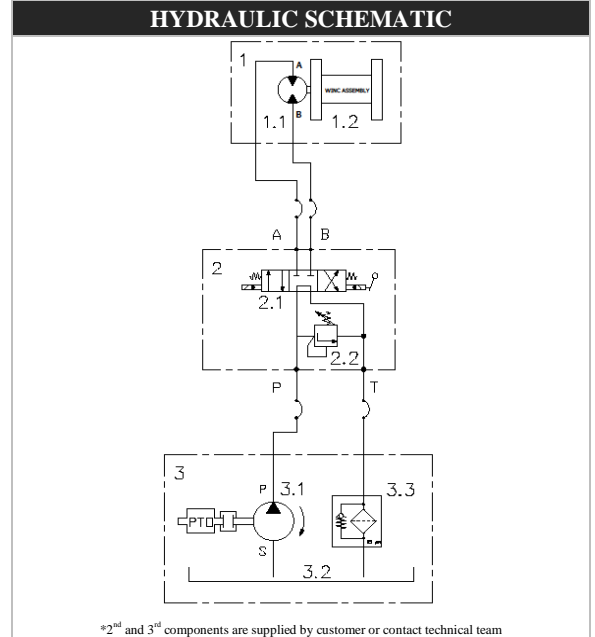 HYDRAULIC SCHEMATIC
1
A
WINC ASSEMBLY
B
1.1
1.2
A
B
2
2.1
2.2
P
T
3
P
3.1
3.3
PTO
S
3.2
*2nd and 3rd components are supplied by customer or contact technical team